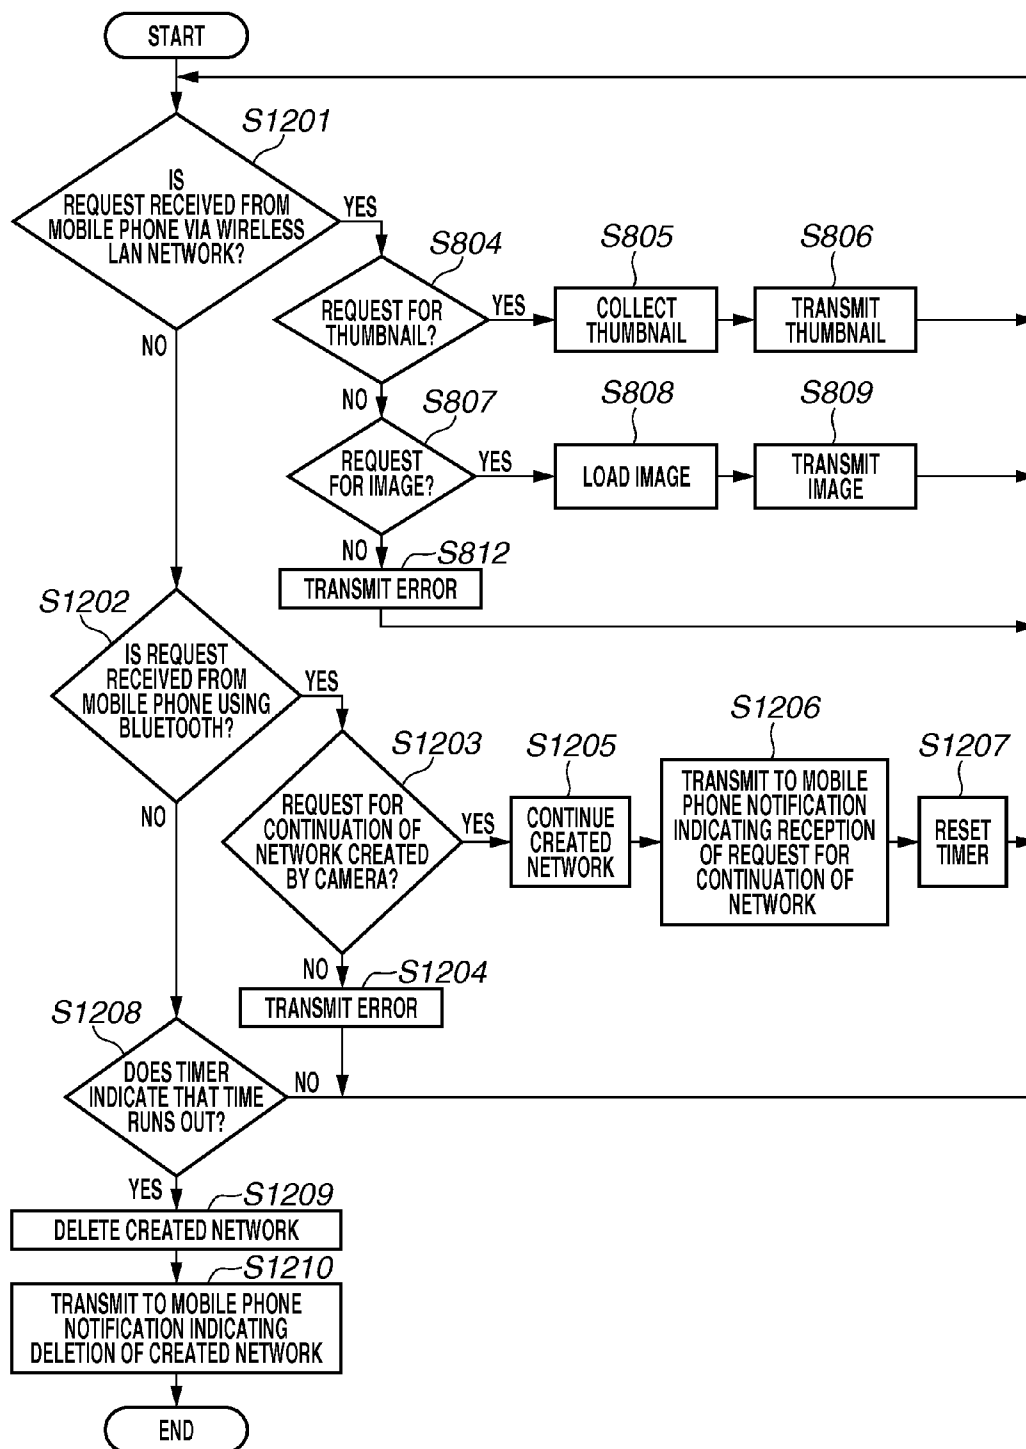 START
S1201
IS
REQUEST RECEIVED FROM
MOBILE PHONE VIA WIRELESS
LAN NETWORK?
YES
NO
S804
REQUEST FOR
THUMBNAIL?
YES
NO
S805
COLLECT
THUMBNAIL
S806
TRANSMIT
THUMBNAIL
S807
REQUEST
FOR IMAGE?
YES
NO
S808
LOAD IMAGE
S809
TRANSMIT
IMAGE
S812
TRANSMIT ERROR
S1202
IS REQUEST
RECEIVED FROM
MOBILE PHONE USING
BLUETOOTH?
YES
NO
S1203
REQUEST FOR
CONTINUATION OF
NETWORK CREATED
BY CAMERA?
YES
NO
S1205
CONTINUE
CREATED
NETWORK
S1206
TRANSMIT TO MOBILE
PHONE NOTIFICATION
INDICATING RECEPTION
OF REQUEST FOR
CONTINUATION OF
NETWORK
S1207
RESET
TIMER
S1204
TRANSMIT ERROR
S1208
DOES TIMER
INDICATE THAT TIME
RUNS OUT?
NO
YES
S1209
DELETE CREATED NETWORK
S1210
TRANSMIT TO MOBILE PHONE
NOTIFICATION INDICATING
DELETION OF CREATED NETWORK
END